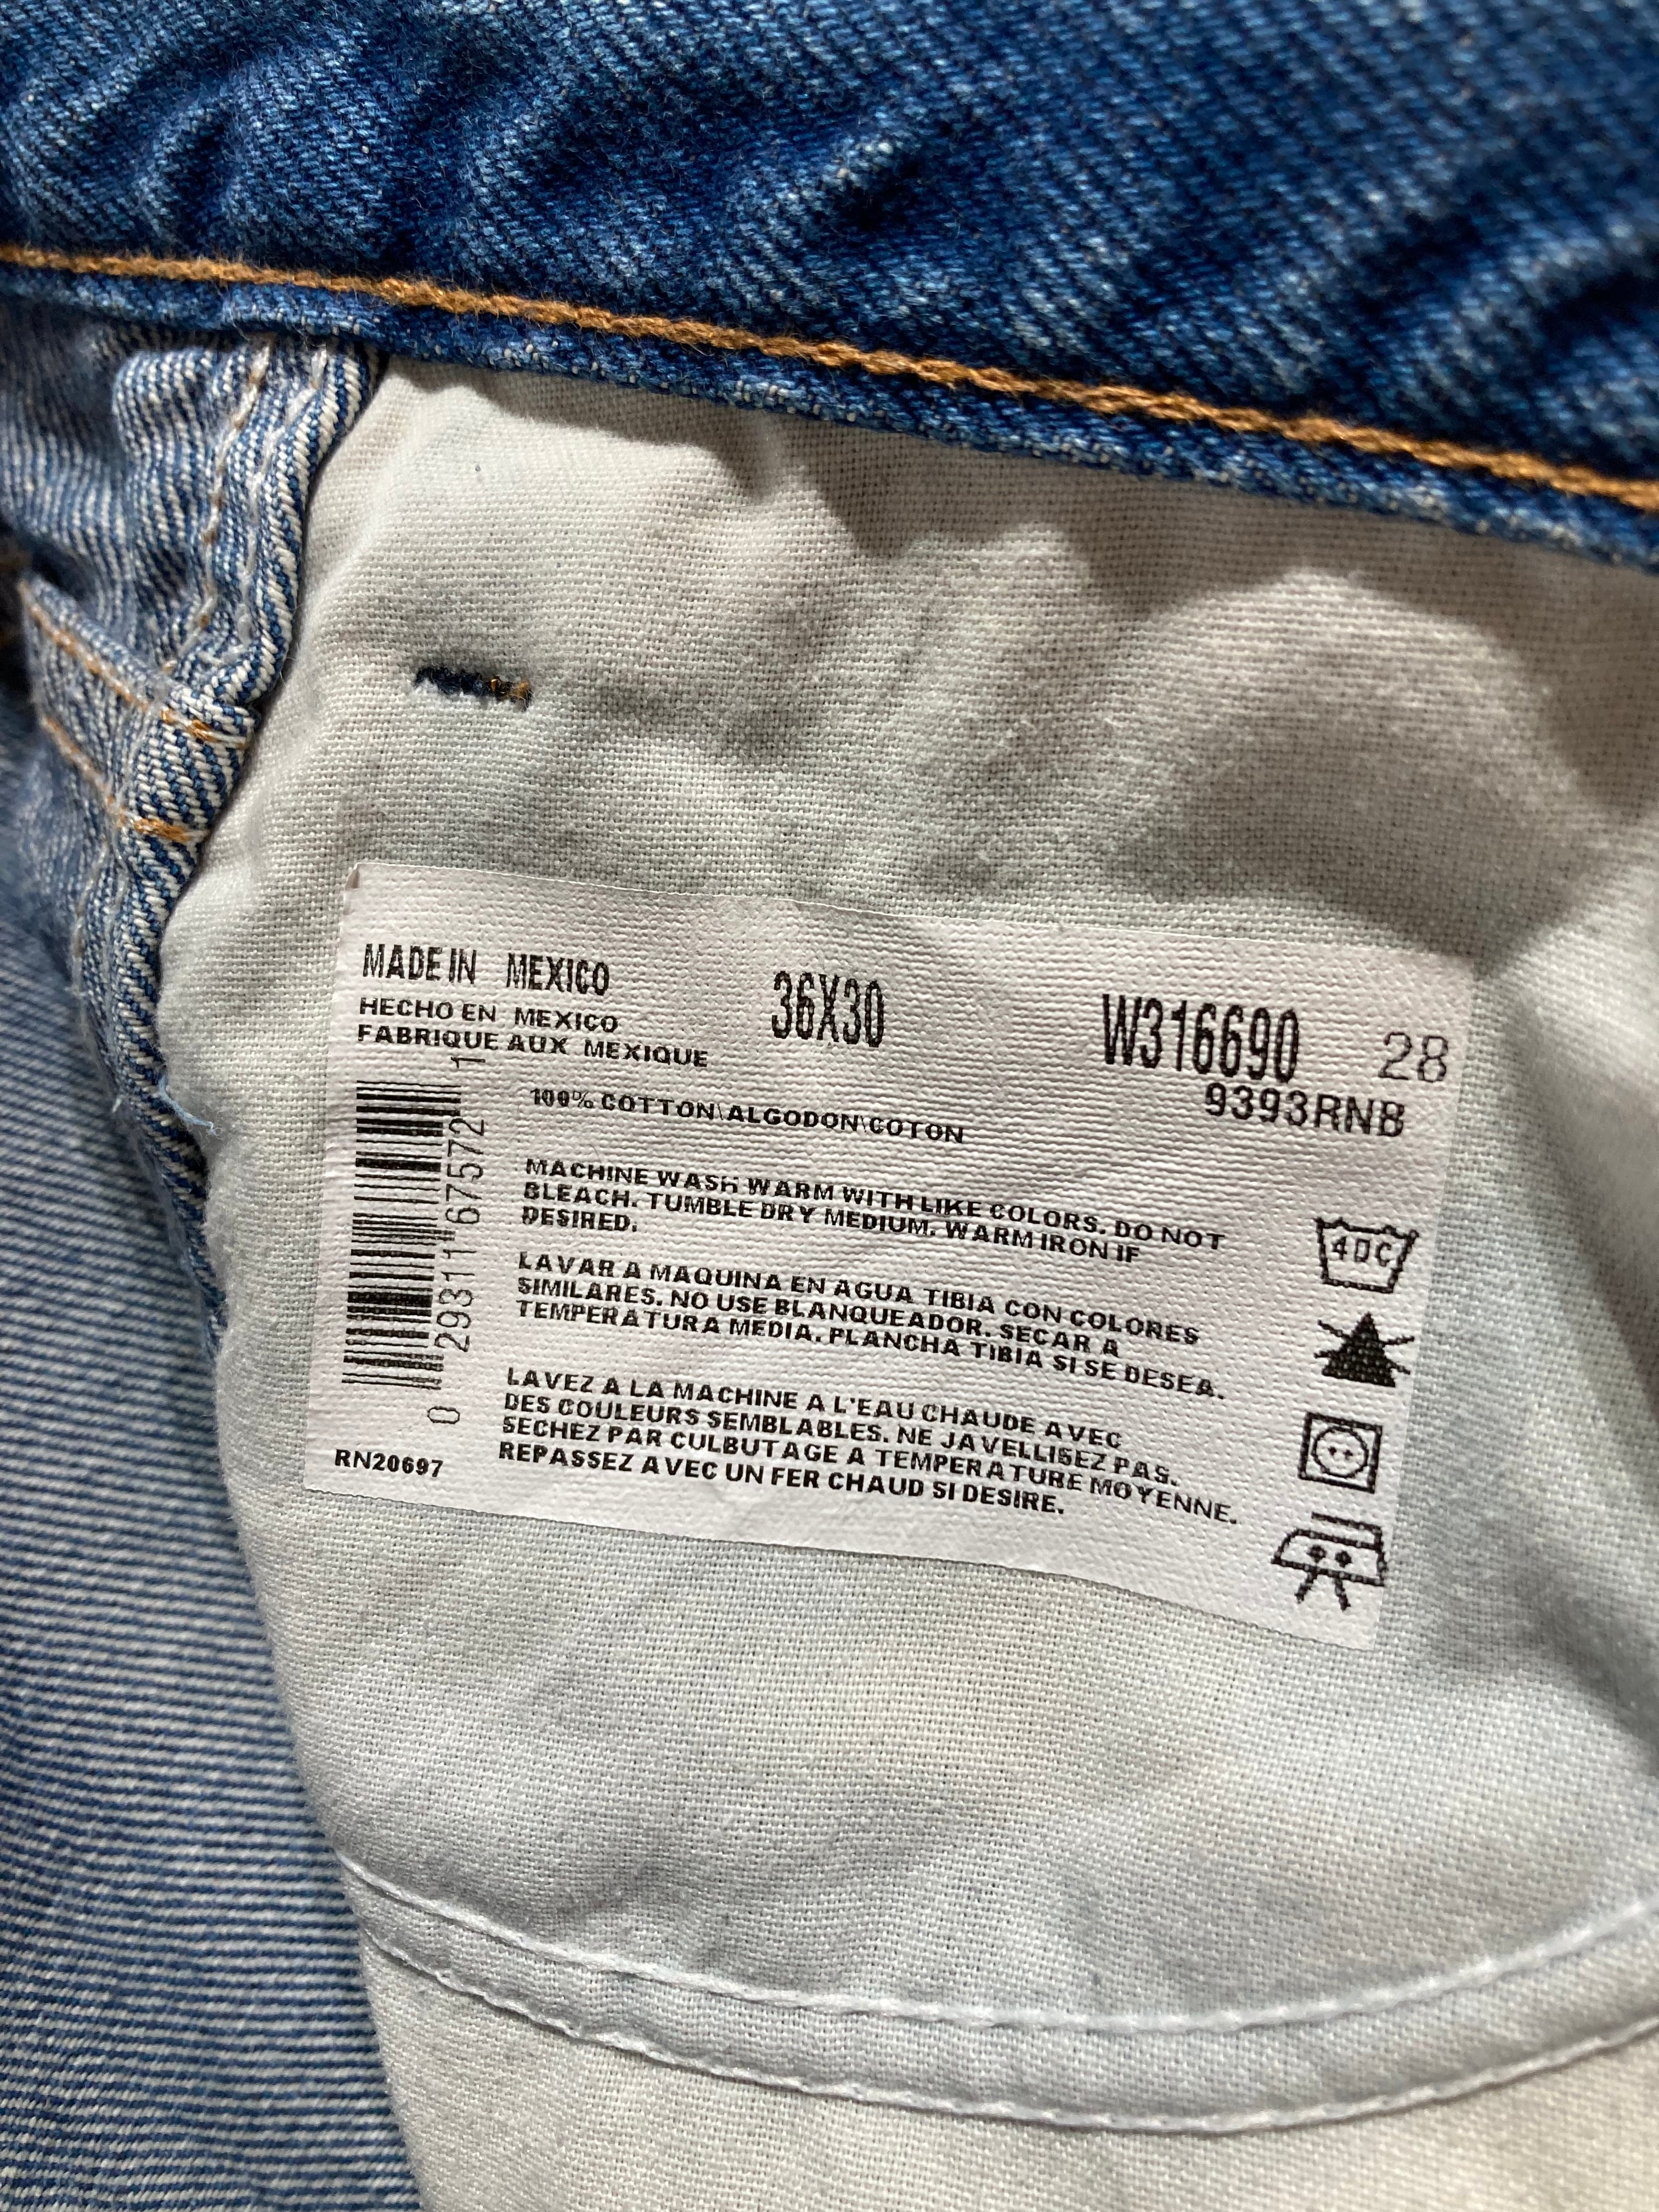 MADE IN MEXICO
HECHO EN MEXICO
FABRIQUE AUX MEXIQUE
36X30
W316690 28
9393RNB
100% COTTON\ALGODON\COTON
MACHINE WASH WARM WITH LIKE COLORS. DO NOT
BLEACH. TUMBLE DRY MEDIUM. WARM IRON IF
DESIRED.
LAVAR A MAQUINA EN AGUA TIBIA CON COLORES
SIMILARES. NO USE BLANQUEADOR. SECAR A
TEMPERATURA MEDIA. PLANCHA TIBIA SI SE DESEA.
LAVEZ A LA MACHINE A L'EAU CHAUDE AVEC
DES COULEURS SEMBLABLES. NE JAVELLISEZ PAS.
SECHEZ PAR CULBUTAGE A TEMPERATURE MOYENNE.
REPASSEZ AVEC UN FER CHAUD SI DESIRE.
0 29311 67572 1
RN20697
40C